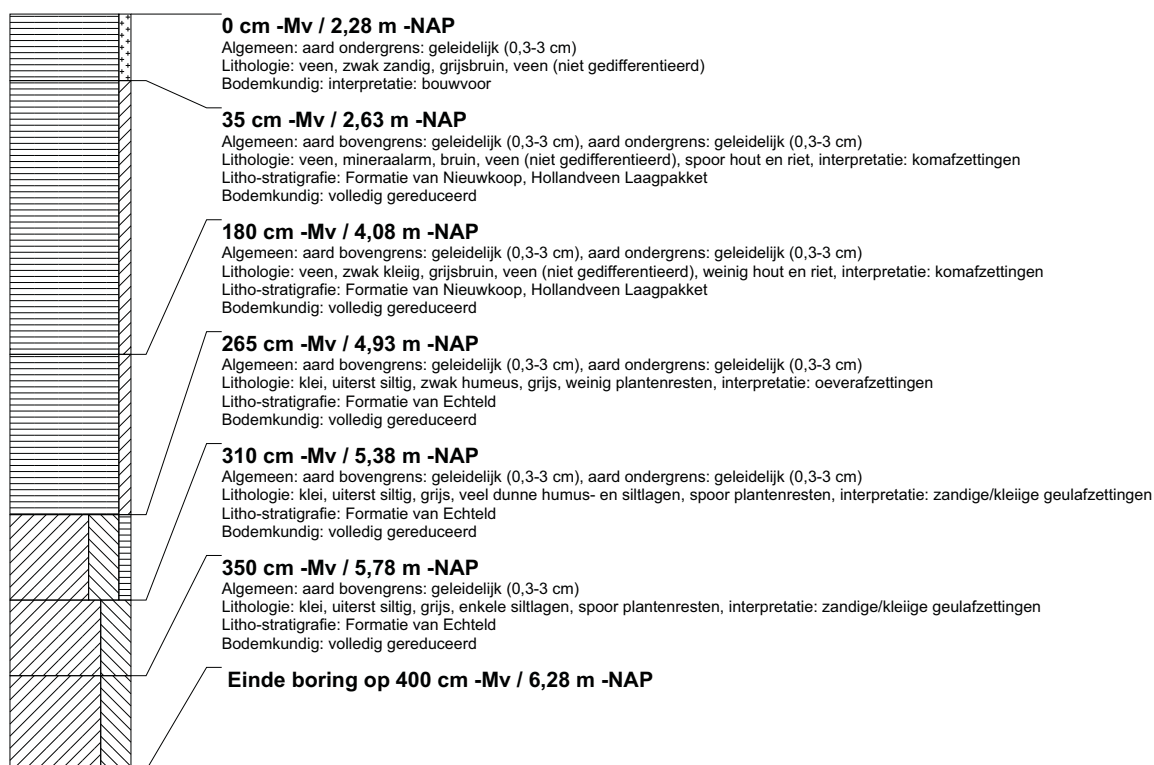 0 cm -Mv / 2,28 m -NAP
Algemeen: aard ondergrens: geleidelijk (0,3-3 cm)
Lithologie: veen, zwak zandig, grijsbruin, veen (niet gedifferentieerd)
Bodemkundig: interpretatie: bouwvoor
35 cm -Mv / 2,63 m -NAP
Algemeen: aard bovengrens: geleidelijk (0,3-3 cm), aard ondergrens: geleidelijk (0,3-3 cm)
Lithologie: veen, mineraalarm, bruin, veen (niet gedifferentieerd), spoor hout en riet, interpretatie: komafzettingen
Litho-stratigrafie: Formatie van Nieuwkoop, Hollandveen Laagpakket
Bodemkundig: volledig gereduceerd
180 cm -Mv / 4,08 m -NAP
Algemeen: aard bovengrens: geleidelijk (0,3-3 cm), aard ondergrens: geleidelijk (0,3-3 cm)
Lithologie: veen, zwak kleiig, grijsbruin, veen (niet gedifferentieerd), weinig hout en riet, interpretatie: komafzettingen
Litho-stratigrafie: Formatie van Nieuwkoop, Hollandveen Laagpakket
Bodemkundig: volledig gereduceerd
265 cm -Mv / 4,93 m -NAP
Algemeen: aard bovengrens: geleidelijk (0,3-3 cm), aard ondergrens: geleidelijk (0,3-3 cm)
Lithologie: klei, uiterst siltig, zwak humeus, grijs, weinig plantenresten, interpretatie: oeverafzettingen
Litho-stratigrafie: Formatie van Echteld
Bodemkundig: volledig gereduceerd
310 cm -Mv / 5,38 m -NAP
Algemeen: aard bovengrens: geleidelijk (0,3-3 cm), aard ondergrens: geleidelijk (0,3-3 cm)
Lithologie: klei, uiterst siltig, grijs, veel dunne humus- en siltlagen, spoor plantenresten, interpretatie: zandige/kleiige geulafzettingen
Litho-stratigrafie: Formatie van Echteld
Bodemkundig: volledig gereduceerd
350 cm -Mv / 5,78 m -NAP
Algemeen: aard bovengrens: geleidelijk (0,3-3 cm)
Lithologie: klei, uiterst siltig, grijs, enkele siltlagen, spoor plantenresten, interpretatie: zandige/kleiige geulafzettingen
Litho-stratigrafie: Formatie van Echteld
Bodemkundig: volledig gereduceerd
Einde boring op 400 cm -Mv / 6,28 m -NAP